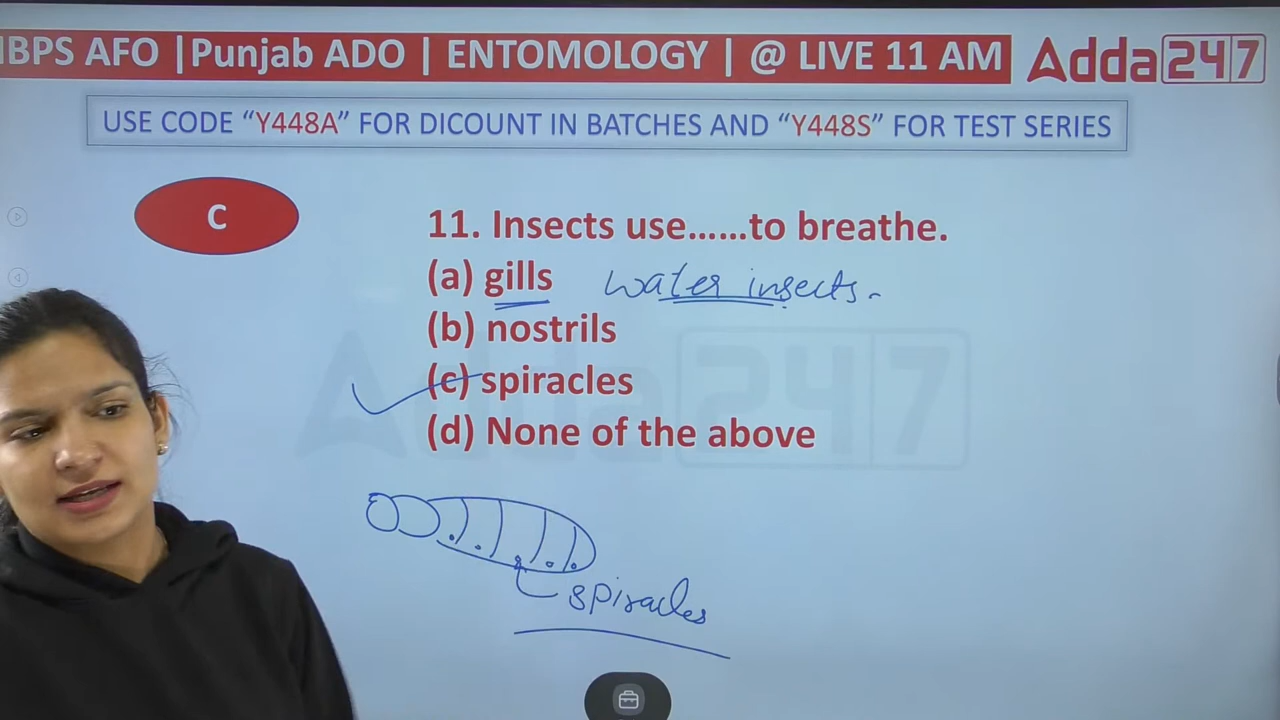 IBPS AFO |Punjab ADO | ENTOMOLOGY | @ LIVE 11 AM Adda247
USE CODE “Y448A” FOR DICOUNT IN BATCHES AND “Y448S” FOR TEST SERIES
C
11. Insects use......to breathe.
(a) gills water insects.
(b) nostrils
(c) spiracles
(d) None of the above
Adda247
spiracles